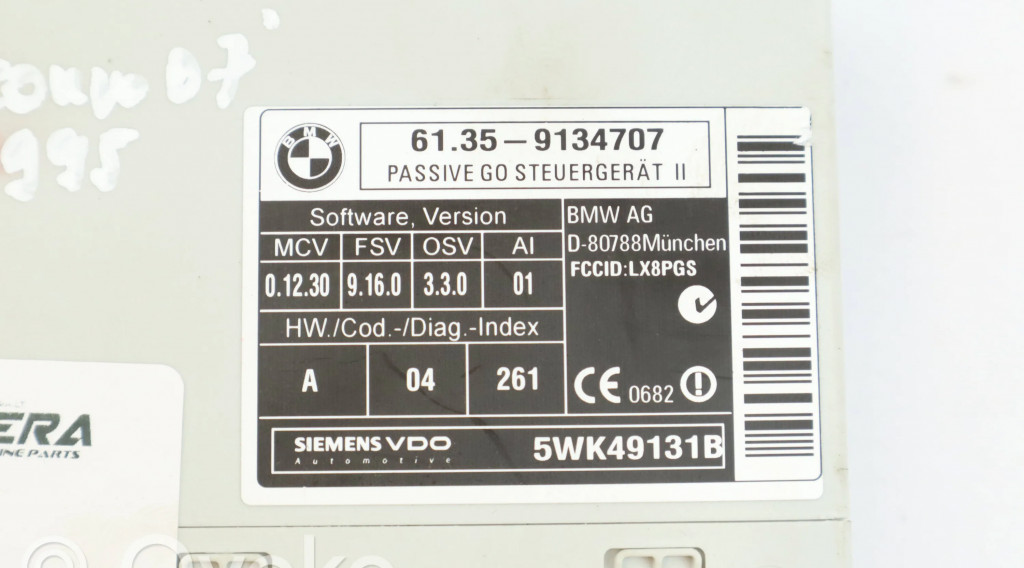 07
995
BMW
61.35 – 9134707
PASSIVE GO STEUERGERÄT II
Software, Version
MCV FSV OSV AI
0.12.30 9.16.0 3.3.0 01
HW./Cod.-/Diag.-Index
A 04 261
BMW AG
D-80788München
FCCID:LX8PGS
CE 0682
SIEMENS VDO
Automotive
5WK49131B